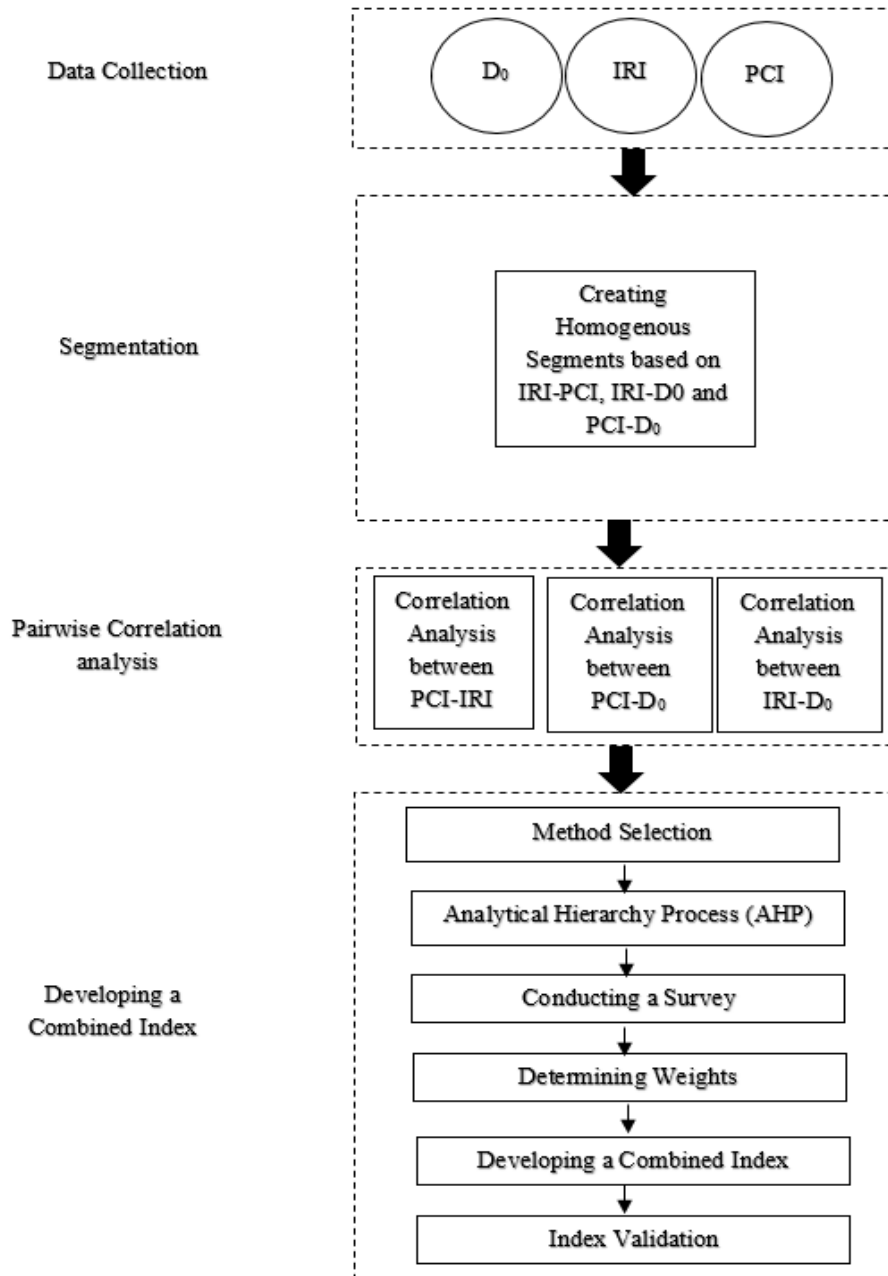 Data Collection
D₀
IRI
PCI
Segmentation
Creating
Homogenous
Segments based on
IRI-PCI, IRI-D0 and
PCI-D₀
Pairwise Correlation
analysis
Correlation
Analysis
between
PCI-IRI
Correlation
Analysis
between
PCI-D₀
Correlation
Analysis
between
IRI-D₀
Developing a
Combined Index
Method Selection
Analytical Hierarchy Process (AHP)
Conducting a Survey
Determining Weights
Developing a Combined Index
Index Validation